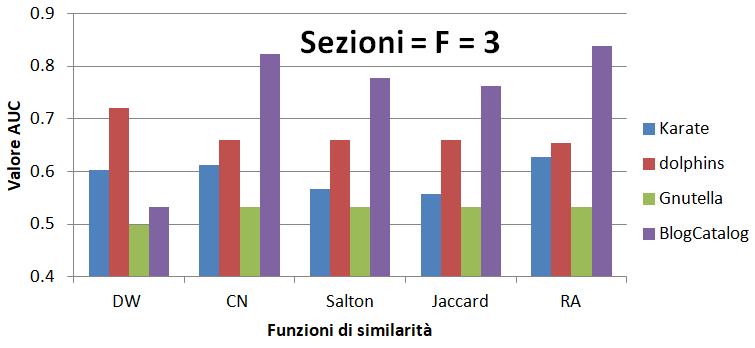 Sezioni = F = 3
Valore AUC
0.9
0.8
0.7
0.6
0.5
0.4
DW CN Salton Jaccard RA
Funzioni di similarità
Karate
dolphins
Gnutella
BlogCatalog